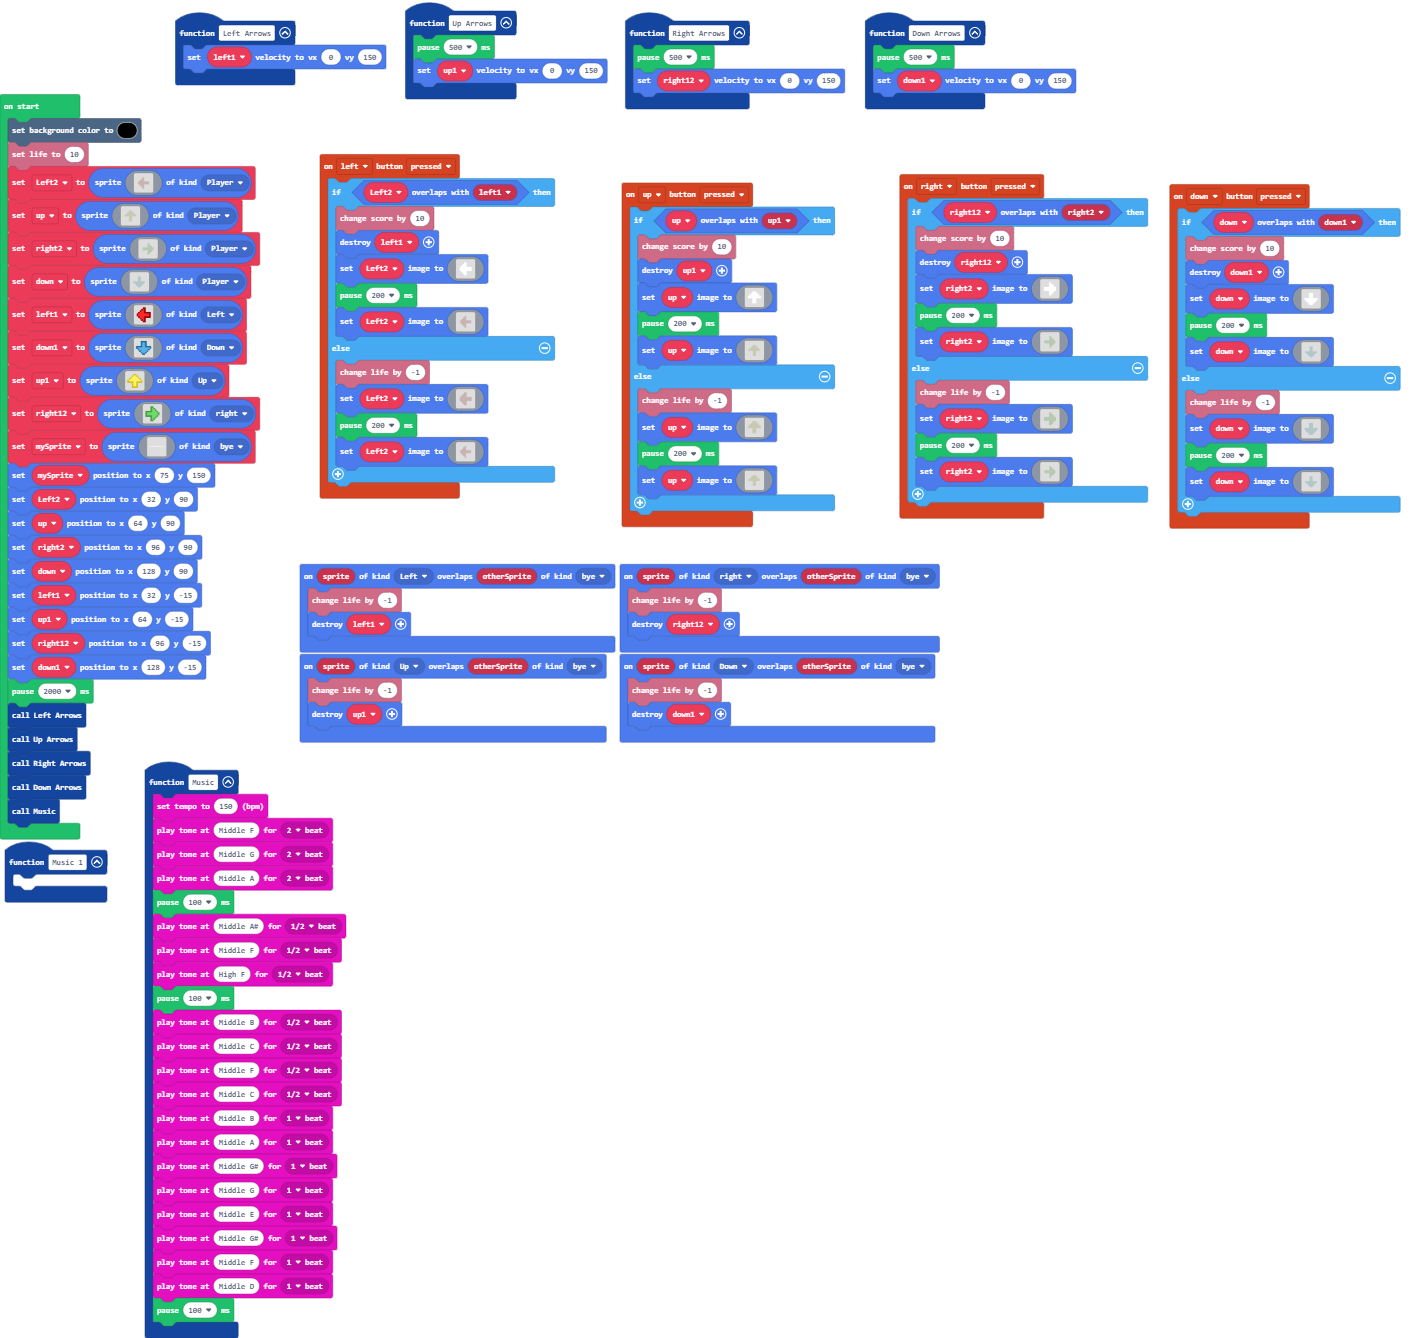 function Left Arrows
set left1 velocity to vx 0 vy 150
function Up Arrows
pause 500 ms
set up1 velocity to vx 0 vy 150
function Right Arrows
pause 500 ms
set right12 velocity to vx 0 vy 150
function Down Arrows
pause 500 ms
set down1 velocity to vx 0 vy 150
on start
set background color to
set life to 10
set Left2 to sprite of kind Player
set up to sprite of kind Player
set right2 to sprite of kind Player
set down to sprite of kind Player
set left1 to sprite of kind Left
set down1 to sprite of kind Down
set up1 to sprite of kind Up
set right12 to sprite of kind right
set mySprite to sprite of kind bye
set mySprite position to x 75 y 150
set Left2 position to x 32 y 90
set up position to x 64 y 90
set right2 position to x 96 y 90
set down position to x 128 y 90
set left1 position to x 32 y -15
set up1 position to x 64 y -15
set right12 position to x 96 y -15
set down1 position to x 128 y -15
pause 2000 ms
call Left Arrows
call Up Arrows
call Right Arrows
call Down Arrows
call Music
on left button pressed
if Left2 overlaps with left1 then
change score by 10
destroy left1
set Left2 image to
pause 200 ms
set Left2 image to
else
change life by -1
set Left2 image to
pause 200 ms
set Left2 image to
on up button pressed
if up overlaps with up1 then
change score by 10
destroy up1
set up image to
pause 200 ms
set up image to
else
change life by -1
set up image to
pause 200 ms
set up image to
on right button pressed
if right12 overlaps with right2 then
change score by 10
destroy right12
set right2 image to
pause 200 ms
set right2 image to
else
change life by -1
set right2 image to
pause 200 ms
set right2 image to
on down button pressed
if down overlaps with down1 then
change score by 10
destroy down1
set down image to
pause 200 ms
set down image to
else
change life by -1
set down image to
pause 200 ms
set down image to
on sprite of kind Left overlaps otherSprite of kind bye
change life by -1
destroy left1
on sprite of kind right overlaps otherSprite of kind bye
change life by -1
destroy right12
on sprite of kind Up overlaps otherSprite of kind bye
change life by -1
destroy up1
on sprite of kind Down overlaps otherSprite of kind bye
change life by -1
destroy down1
function Music 1
function Music
set tempo to 150 (bpm)
play tone at Middle F for 2 beat
play tone at Middle G for 2 beat
play tone at Middle A for 2 beat
pause 100 ms
play tone at Middle A# for 1/2 beat
play tone at Middle F for 1/2 beat
play tone at High F for 1/2 beat
pause 100 ms
play tone at Middle B for 1/2 beat
play tone at Middle C for 1/2 beat
play tone at Middle F for 1/2 beat
play tone at Middle C for 1/2 beat
play tone at Middle B for 1 beat
play tone at Middle A for 1 beat
play tone at Middle G# for 1 beat
play tone at Middle G for 1 beat
play tone at Middle E for 1 beat
play tone at Middle G# for 1 beat
play tone at Middle F for 1 beat
play tone at Middle D for 1 beat
pause 100 ms